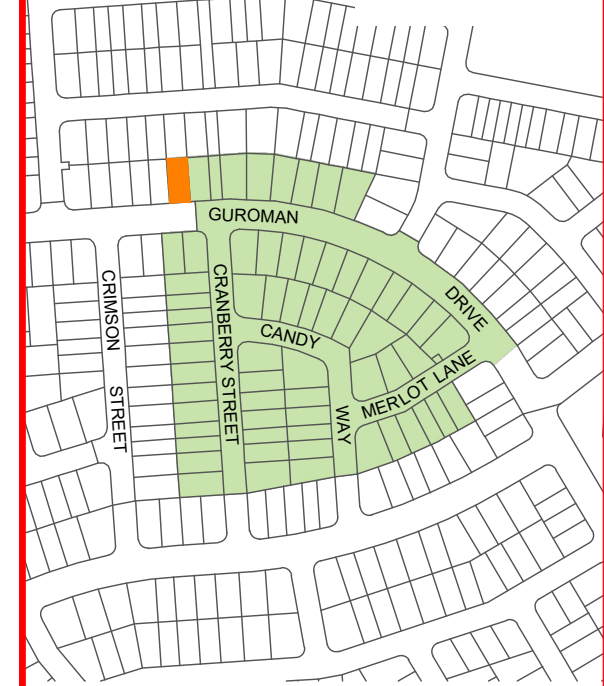 GUROMAN
DRIVE
CRIMSON
STREET
CRANBERRY STREET
CANDY
WAY
MERLOT LANE